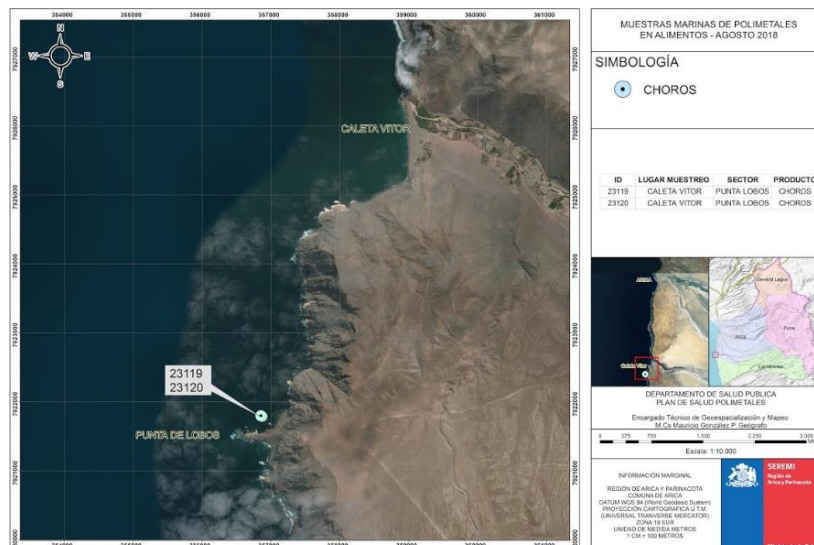 354000 355000 356000 357000 358000 359000 360000 361000
N
W E
S
7927000
7926000
7925000
7924000
7923000
7922000
7921000
CALETA VITOR
23119
23120
PUNTA DE LOBOS
MUESTRAS MARINAS DE POLIMETALES
EN ALIMENTOS - AGOSTO 2018
SIMBOLOGÍA
CHOROS
ID LUGAR MUESTREO SECTOR PRODUCTO
23119 CALETA VITOR PUNTA LOBOS CHOROS
23120 CALETA VITOR PUNTA LOBOS CHOROS
ARICA
Caleta Vitor
General Lagos
Putre
Arica
Camarones
DEPARTAMENTO DE SALUD PUBLICA
PLAN DE SALUD POLIMETALES
Encargado Técnico de Geoespacialización y Mapeo
M.Cs Mauricio González P. Geógrafo
0 375 750 1.500 2.250 3.000
Escala: 1:10.000
INFORMACIÓN MARGINAL
REGIÓN DE ARICA Y PARINACOTA
COMUNA DE ARICA
DATUM WGS 84 (World Geodesic System)
PROYECCIÓN CARTOGRAFICA U.T.M
(UNIVERSAL TRANVERSE MERCATOR)
ZONA 19 SUR
UNIDAD DE MEDIDA METROS
1 CM = 100 METROS
SEREMI
Región de
Arica y Parinacota